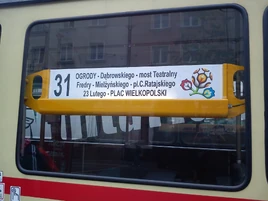 31
OGRODY - Dąbrowskiego - most Teatralny
Fredry - Mielżyńskiego - pl.C.Ratajskiego
23 Lutego - PLAC WIELKOPOLSKI